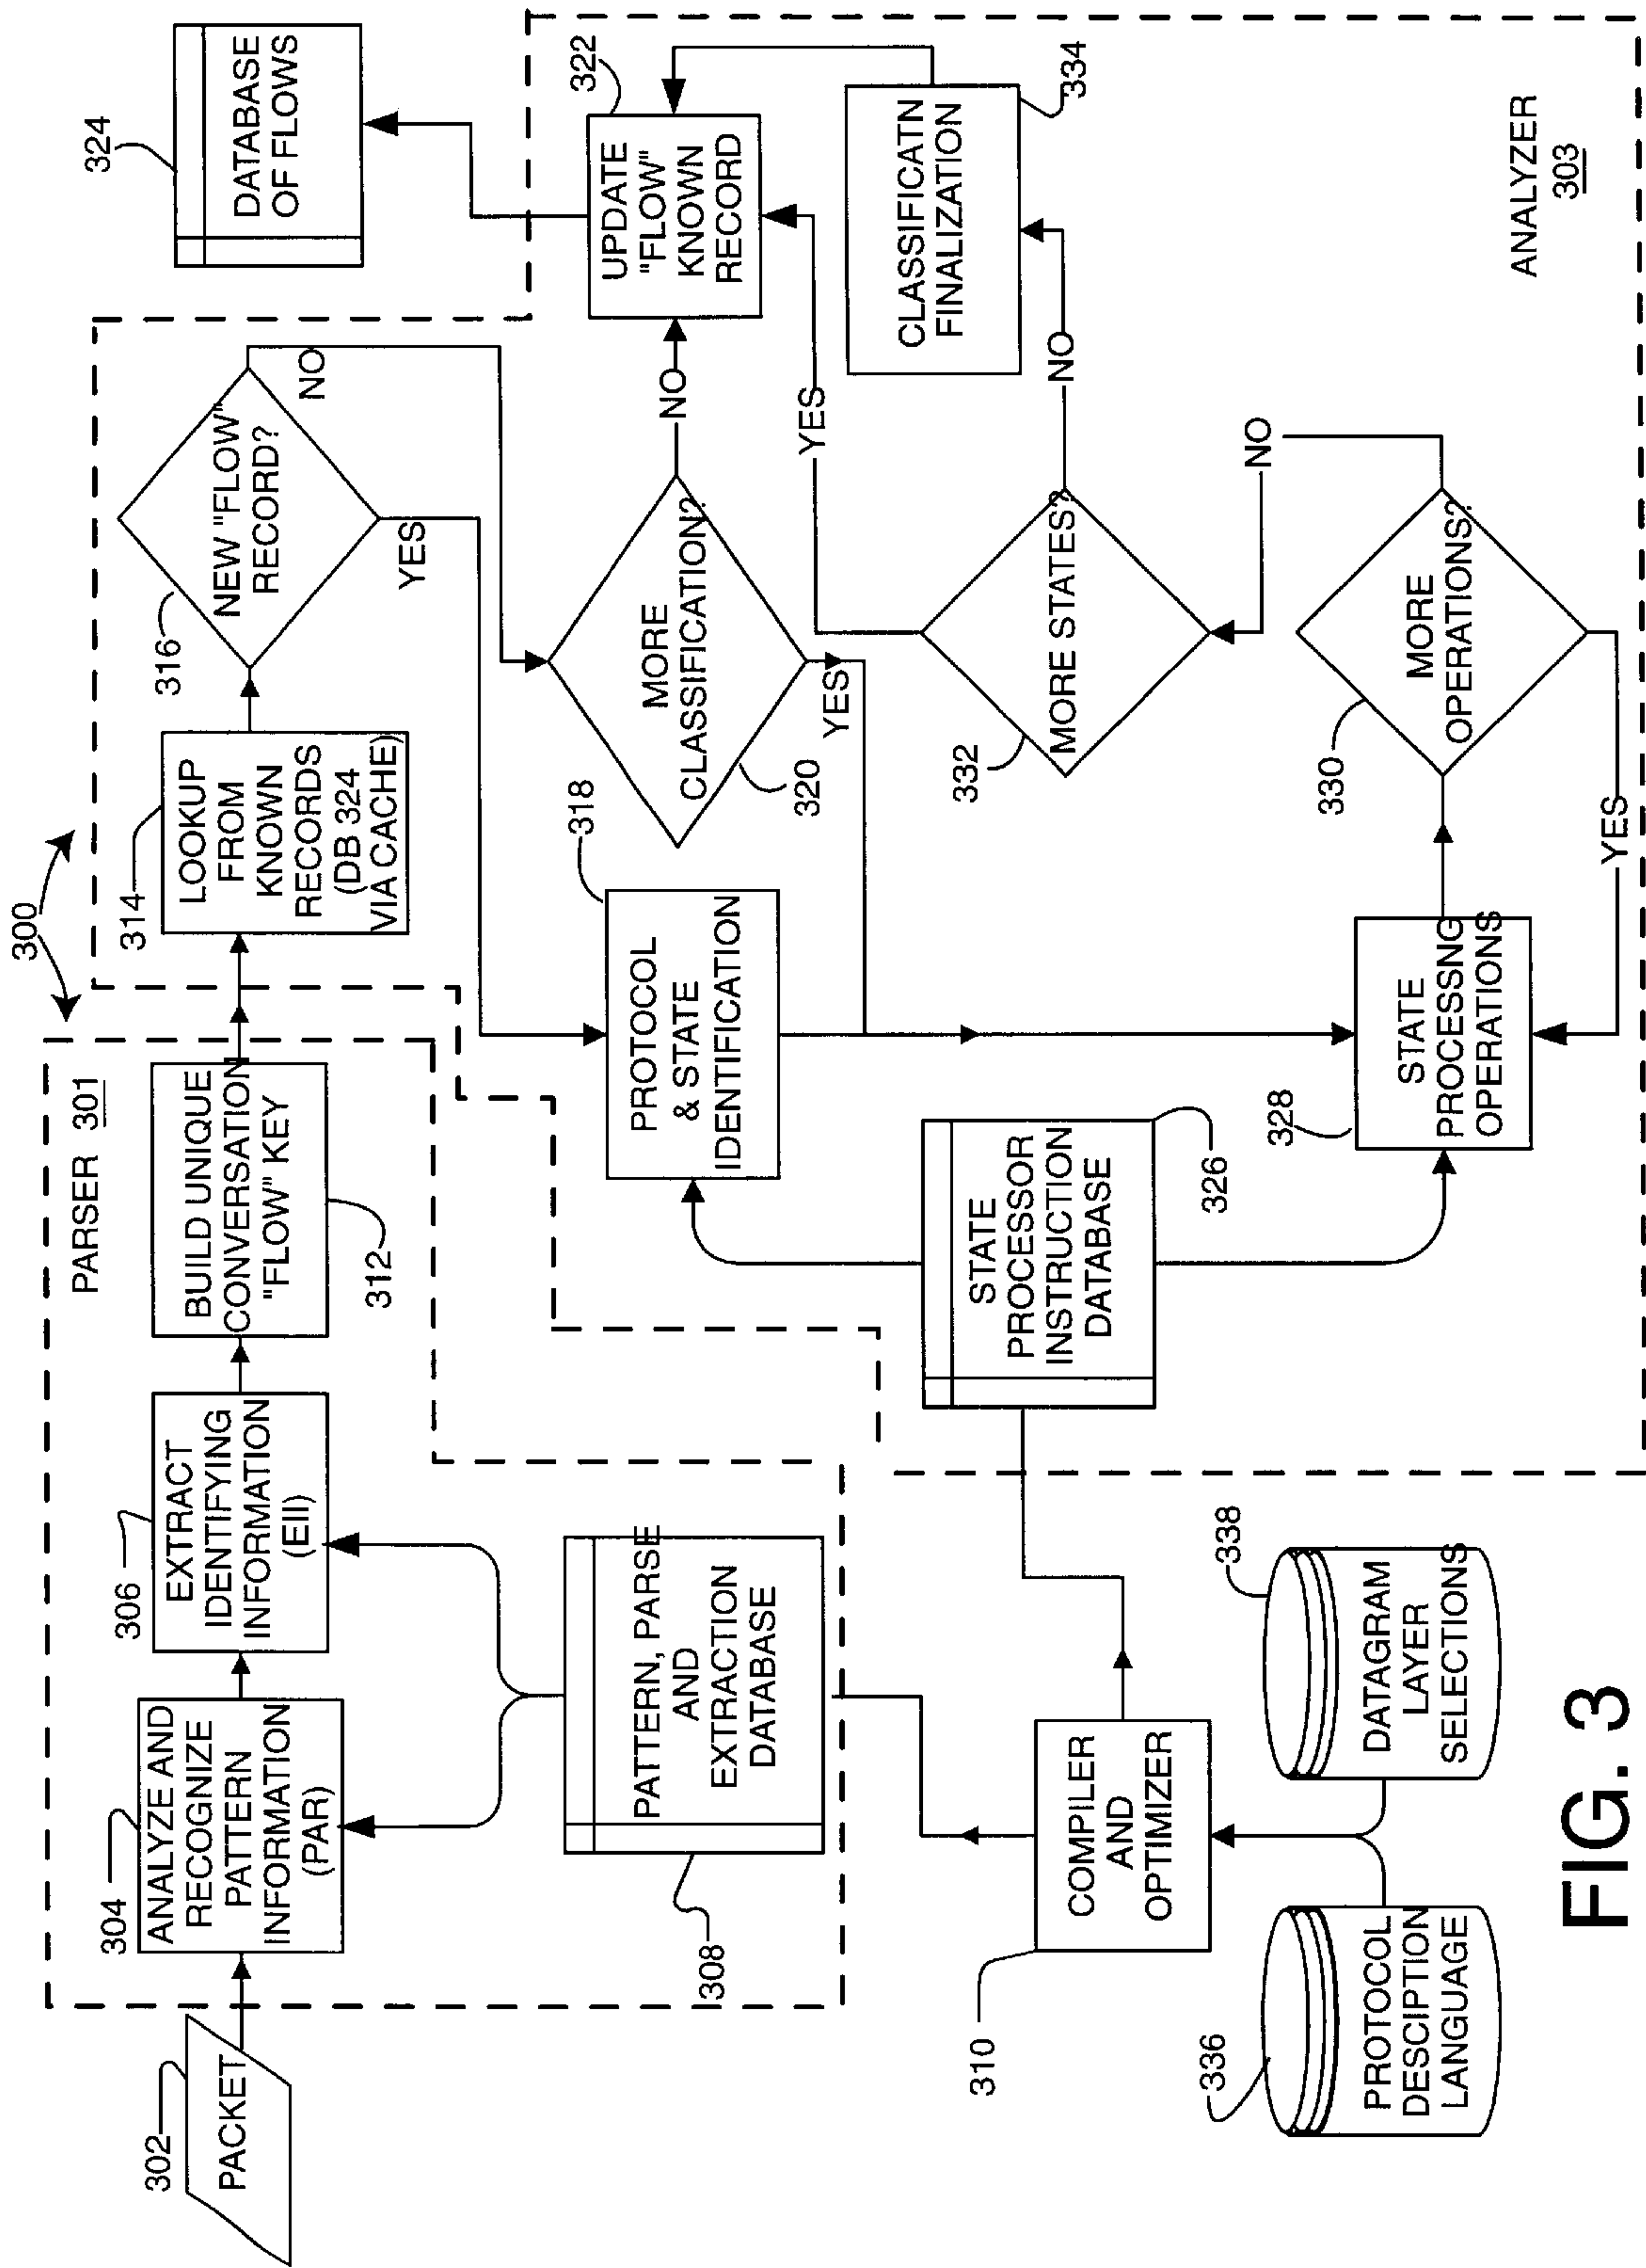 300
PARSER 301
302
PACKET
304
ANALYZE AND
RECOGNIZE
PATTERN
INFORMATION
(PAR)
306
EXTRACT
IDENTIFYING
INFORMATION
(EII)
BUILD UNIQUE
CONVERSATION
"FLOW" KEY
312
314
LOOKUP
FROM
KNOWN
RECORDS
(DB 324
VIA CACHE)
316
NEW "FLOW"
RECORD?
NO
YES
324
DATABASE
OF FLOWS
PATTERN, PARSE
AND
EXTRACTION
DATABASE
308
318
PROTOCOL
& STATE
IDENTIFICATION
MORE
CLASSIFICATION?
320
YES
NO
322
UPDATE
"FLOW"
KNOWN
RECORD
YES
CLASSIFICATN
FINALIZATION
334
STATE
PROCESSOR
INSTRUCTION
DATABASE
326
332
MORE STATES?
NO
310
COMPILER
AND
OPTIMIZER
328
STATE
PROCESSNG
OPERATIONS
330
MORE
OPERATIONS?
NO
YES
336
PROTOCOL
DESCIPTION
LANGUAGE
338
DATAGRAM
LAYER
SELECTIONS
ANALYZER
303
FIG. 3